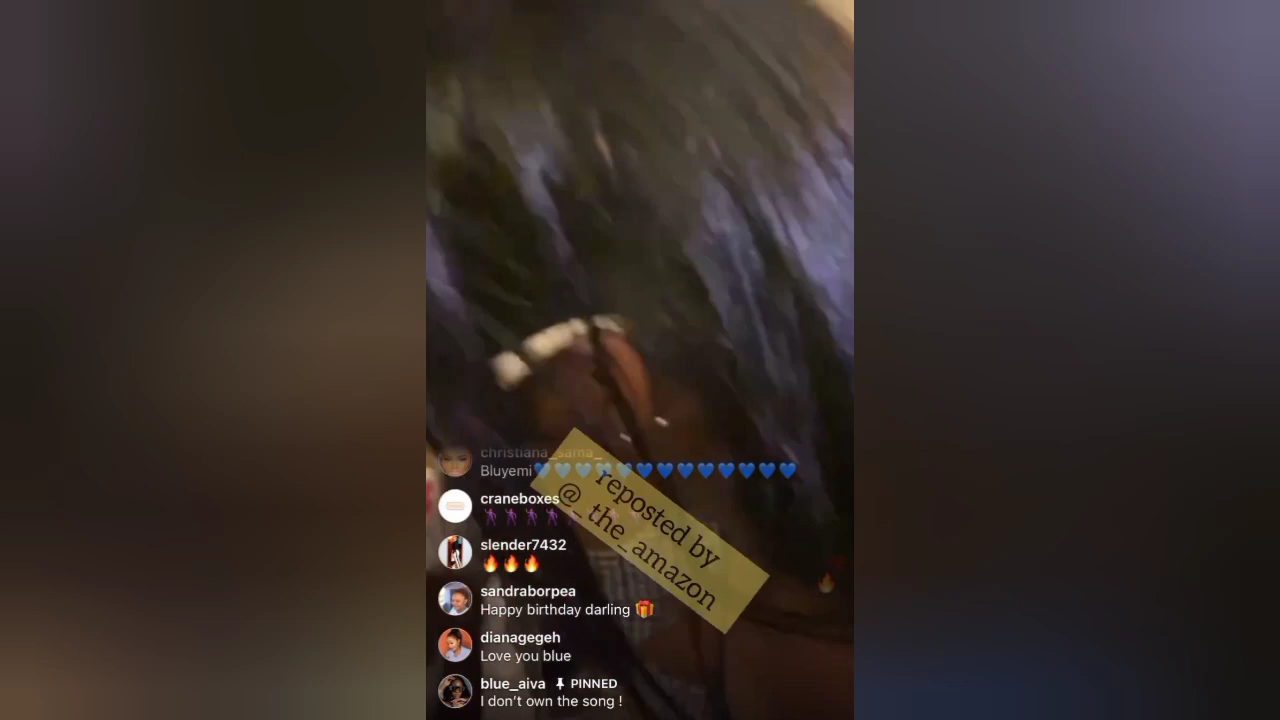 christiana_sama_
Bluyemi💙💙💙💙💙💙💙💙💙💙💙💙💙
craneboxes
🕺🕺🕺🕺
slender7432
🔥🔥🔥
sandraborpea
Happy birthday darling 🎁
dianagegeh
Love you blue
blue_aiva 📌 PINNED
I don't own the song !
reposted by
@_the_amazon